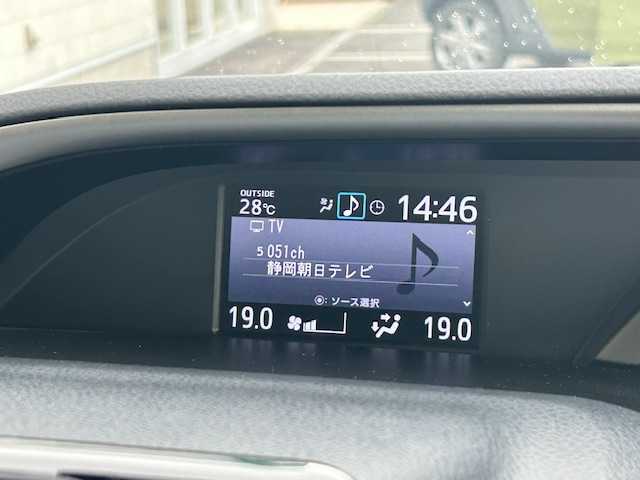 OUTSIDE
28℃ 14:46
TV
5 051ch
静岡朝日テレビ
◉: ソース選択
19.0 19.0